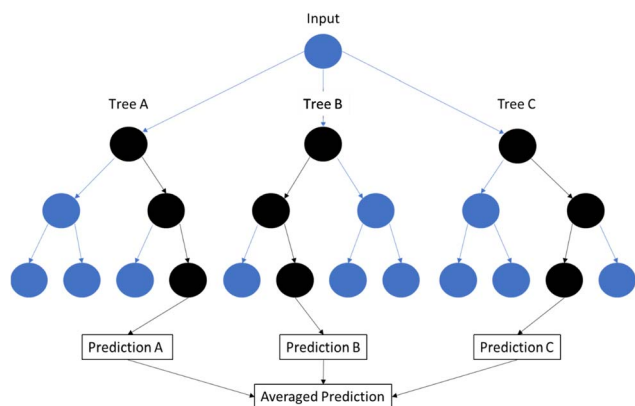 Input
Tree A
Tree B
Tree C
Prediction A
Prediction B
Prediction C
Averaged Prediction